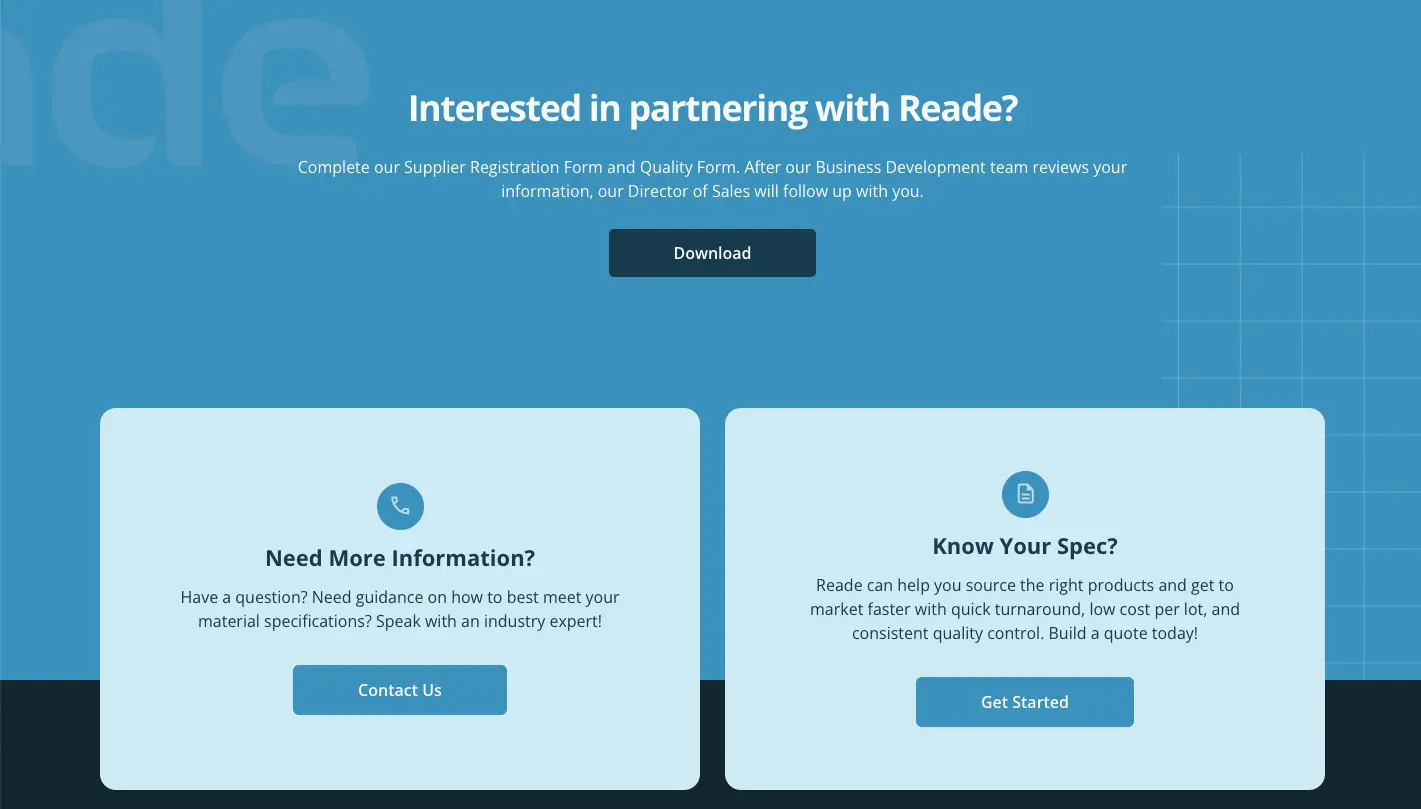 ade
Interested in partnering with Reade?
Complete our Supplier Registration Form and Quality Form. After our Business Development team reviews your
information, our Director of Sales will follow up with you.
Download
Need More Information?
Have a question? Need guidance on how to best meet your
material specifications? Speak with an industry expert!
Contact Us
Know Your Spec?
Reade can help you source the right products and get to
market faster with quick turnaround, low cost per lot, and
consistent quality control. Build a quote today!
Get Started